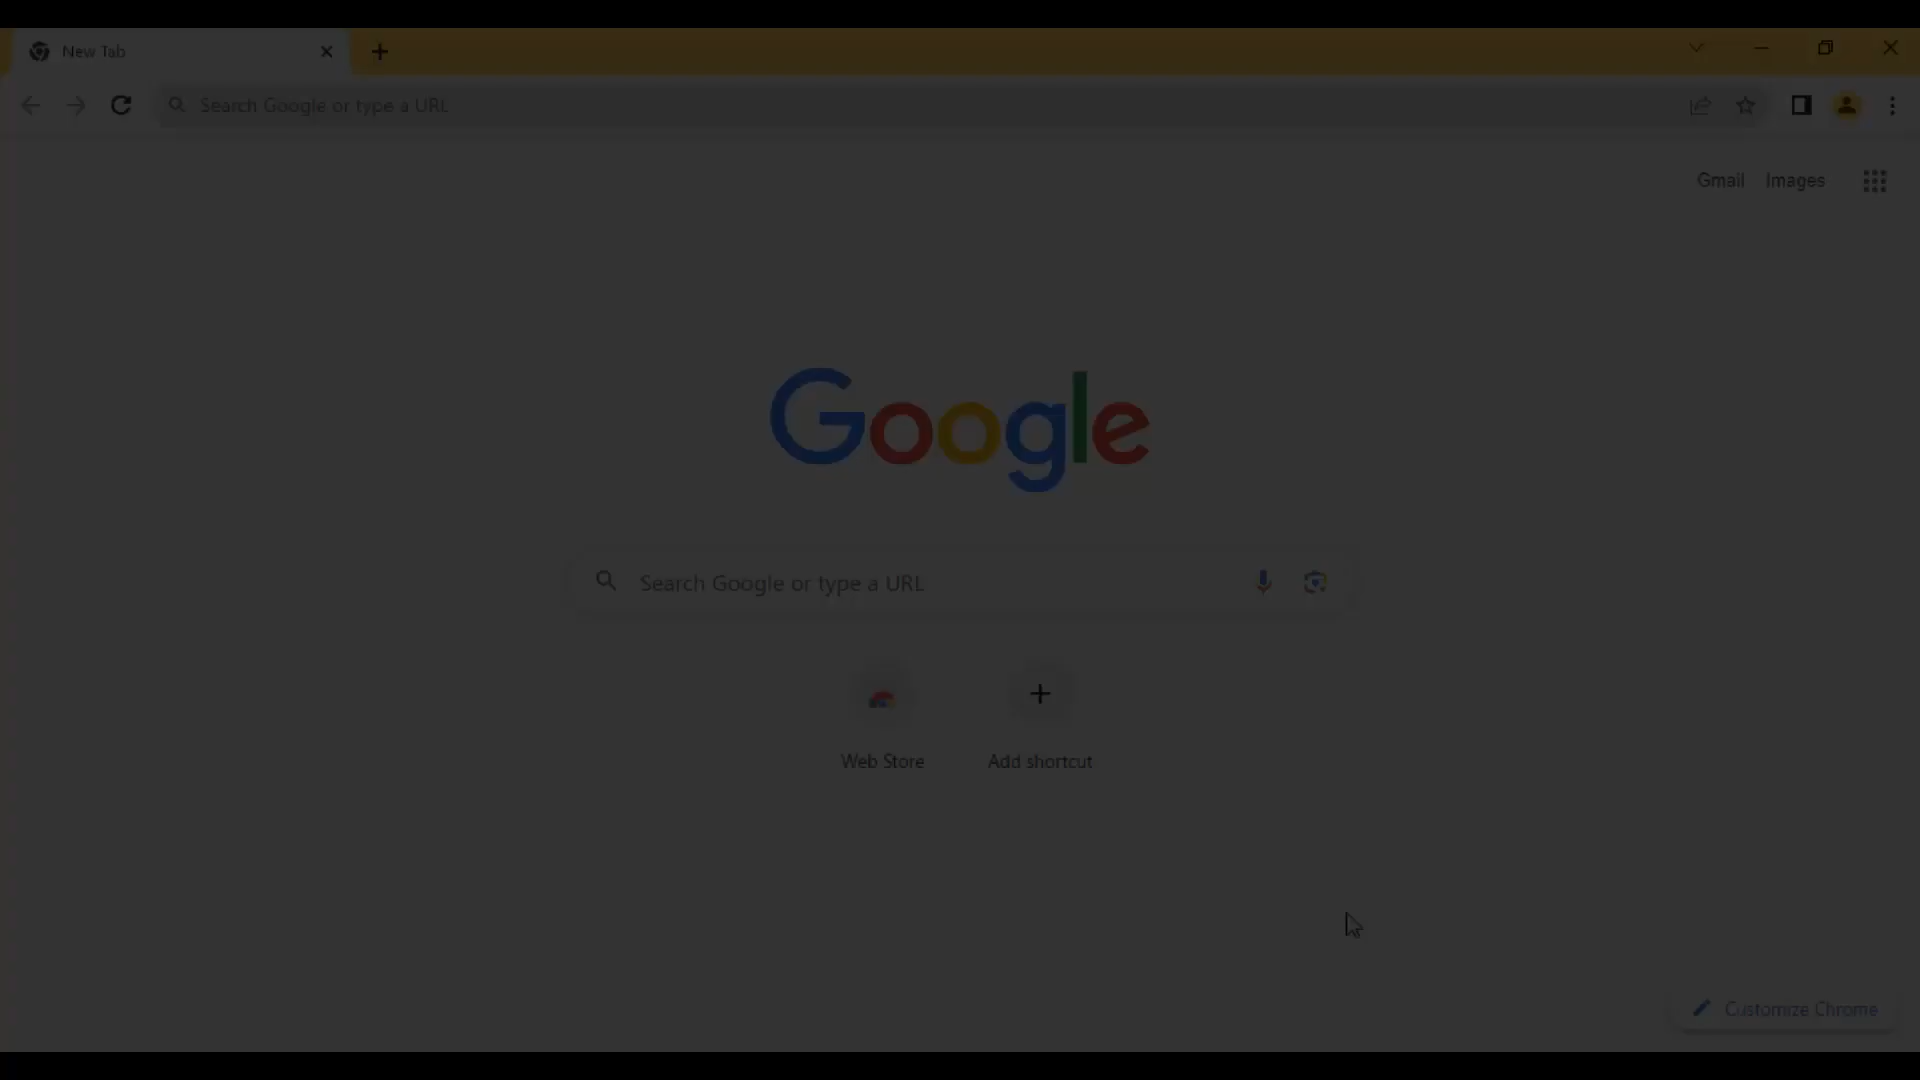 New Tab
Search Google or type a URL
Gmail Images
Google
Search Google or type a URL
Web Store Add shortcut
Customize Chrome